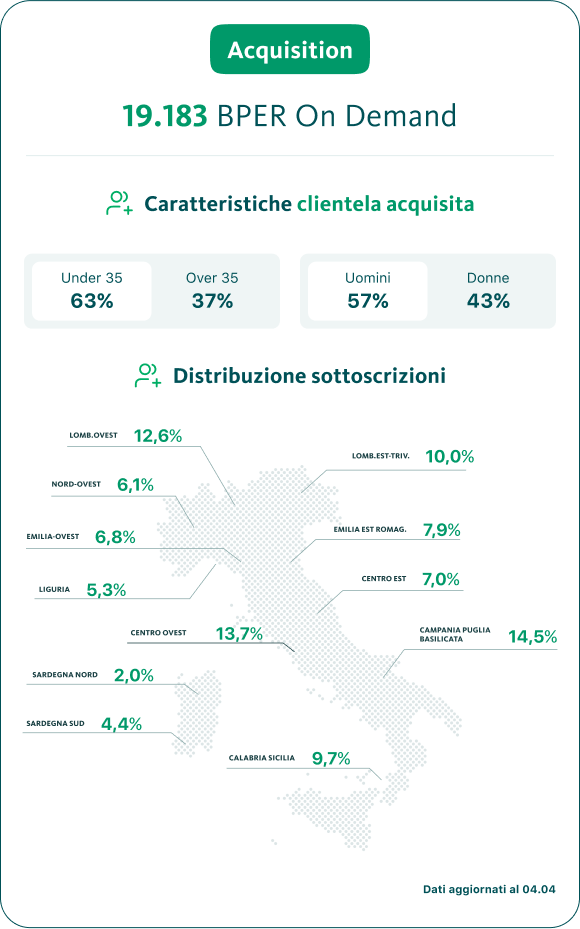 Acquisition
19.183 BPER On Demand
Caratteristiche clientela acquisita
Under 35
63%
Over 35
37%
Uomini
57%
Donne
43%
Distribuzione sottoscrizioni
LOMB.OVEST 12,6%
LOMB.EST-TRIV. 10,0%
NORD-OVEST 6,1%
EMILIA-OVEST 6,8%
EMILIA EST ROMAG. 7,9%
LIGURIA 5,3%
CENTRO EST 7,0%
CENTRO OVEST 13,7%
CAMPANIA PUGLIA
BASILICATA 14,5%
SARDEGNA NORD 2,0%
SARDEGNA SUD 4,4%
CALABRIA SICILIA 9,7%
Dati aggiornati al 04.04